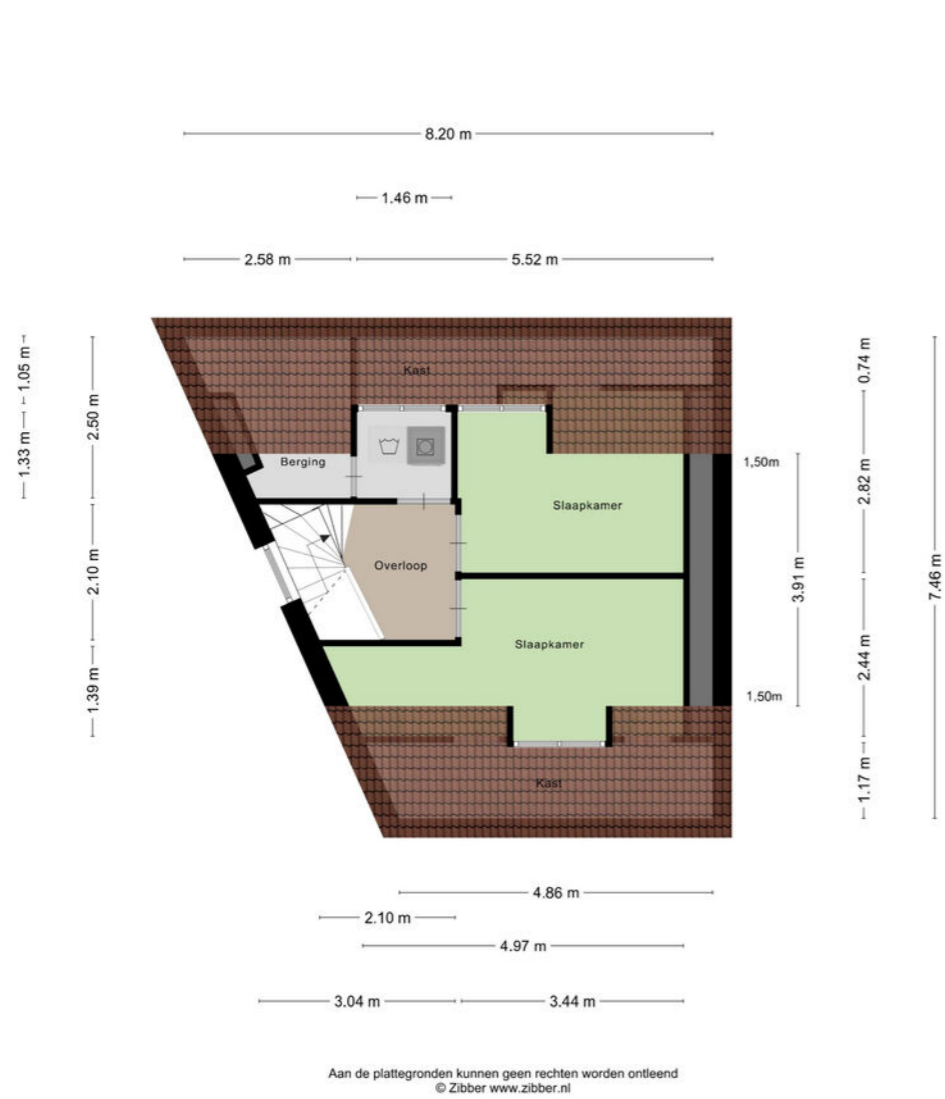 8.20 m
1.46 m
2.58 m
5.52 m
1.05 m
1.33 m
2.50 m
2.10 m
1.39 m
Kast
Berging
Slaapkamer
Overloop
Slaapkamer
Kast
1,50m
1,50m
3.91 m
0.74 m
2.82 m
2.44 m
1.17 m
7.46 m
4.86 m
2.10 m
4.97 m
3.04 m
3.44 m
Aan de plattegronden kunnen geen rechten worden ontleend
© Zibber www.zibber.nl